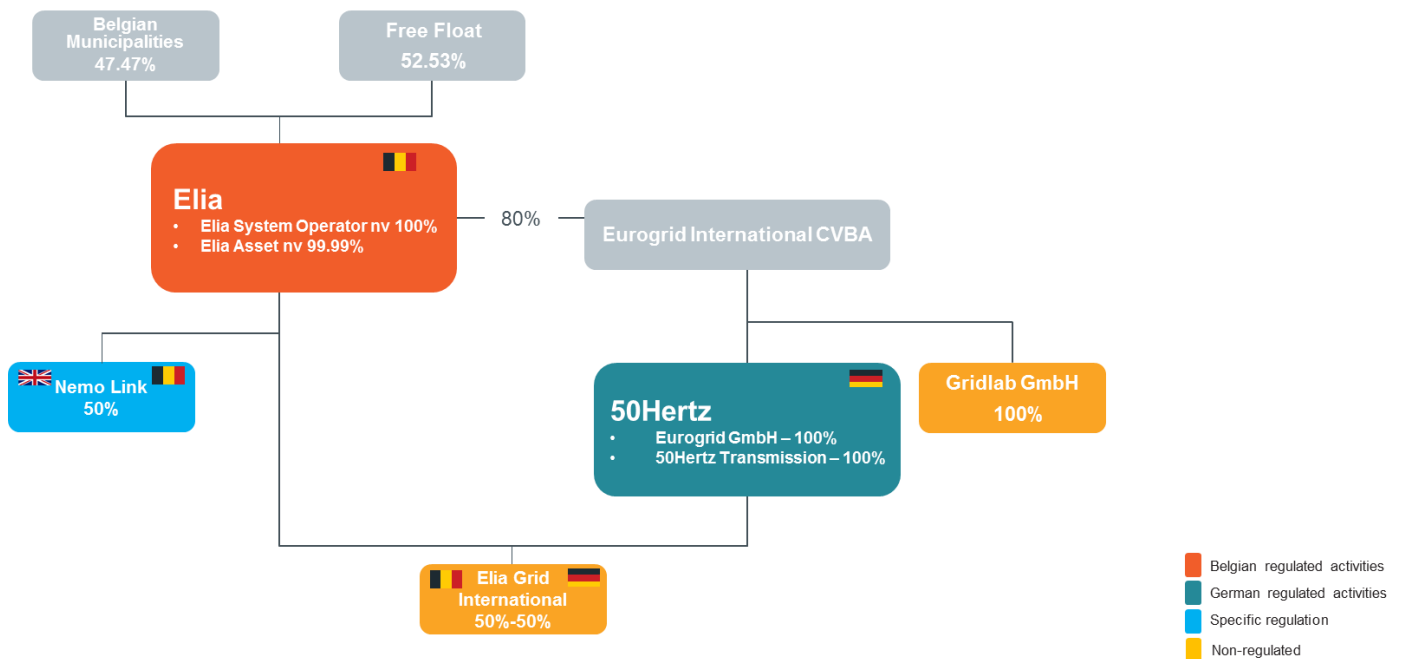 Belgian
Municipalities
47.47%
Free Float
52.53%
Elia
• Elia System Operator nv 100%
• Elia Asset nv 99.99%
80%
Eurogrid International CVBA
Nemo Link
50%
50Hertz
• Eurogrid GmbH – 100%
• 50Hertz Transmission – 100%
Gridlab GmbH
100%
Elia Grid
International
50%-50%
Belgian regulated activities
German regulated activities
Specific regulation
Non-regulated